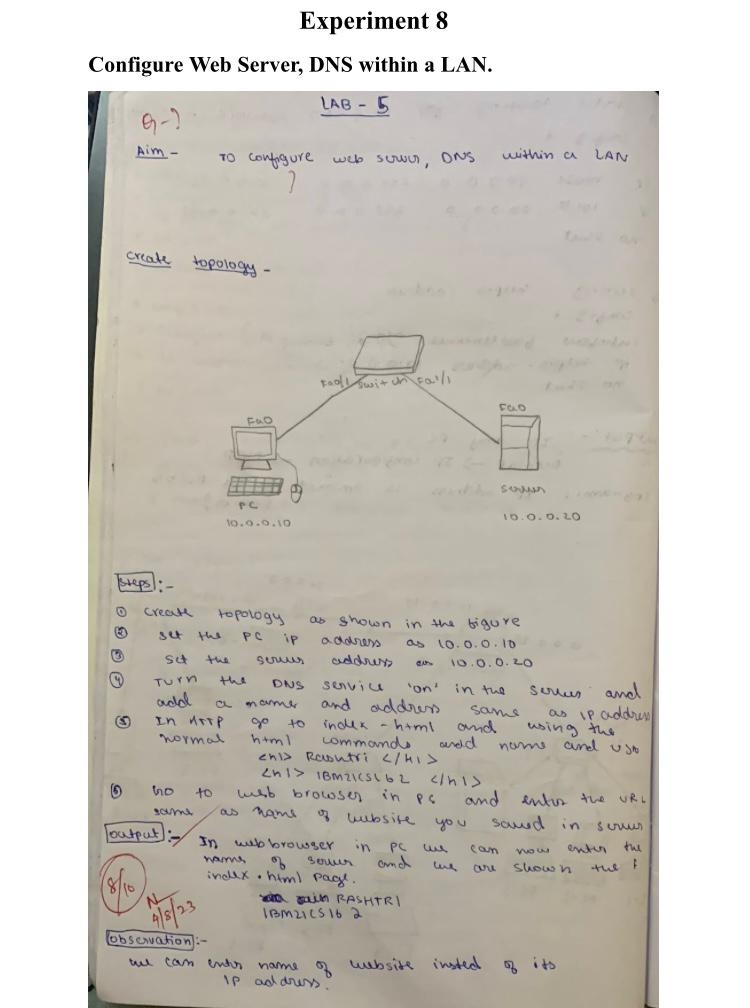 Experiment 8
Configure Web Server, DNS within a LAN.
LAB - 5
Aim - To configure web server, DNS within a LAN
?
create topology -
Fa0/1 switch Fa1/1
Fa0
Fa0
PC
server
10.0.0.10
10.0.0.20
steps :-
① create topology as shown in the figure
② set the PC ip address as 10.0.0.10
③ set the server address as 10.0.0.20
④ Turn the DNS service 'on' in the server and
add a name and address same as ip address
⑤ In HTTP go to index - html and using the
normal html commands add name and USN
<h1> Rashtri </h1>
<h1> 1BM21CS162 </h1>
⑥ Go to web browser in PC and enter the URL
same as name of website you saved in server
output :-
In web browser in PC we can now enter the
name of server and we are shown the
index.html page.
RASHTRI
1BM21CS162
8/10
N
4/8/23
observation :-
we can enter name of website insted of its
IP address.